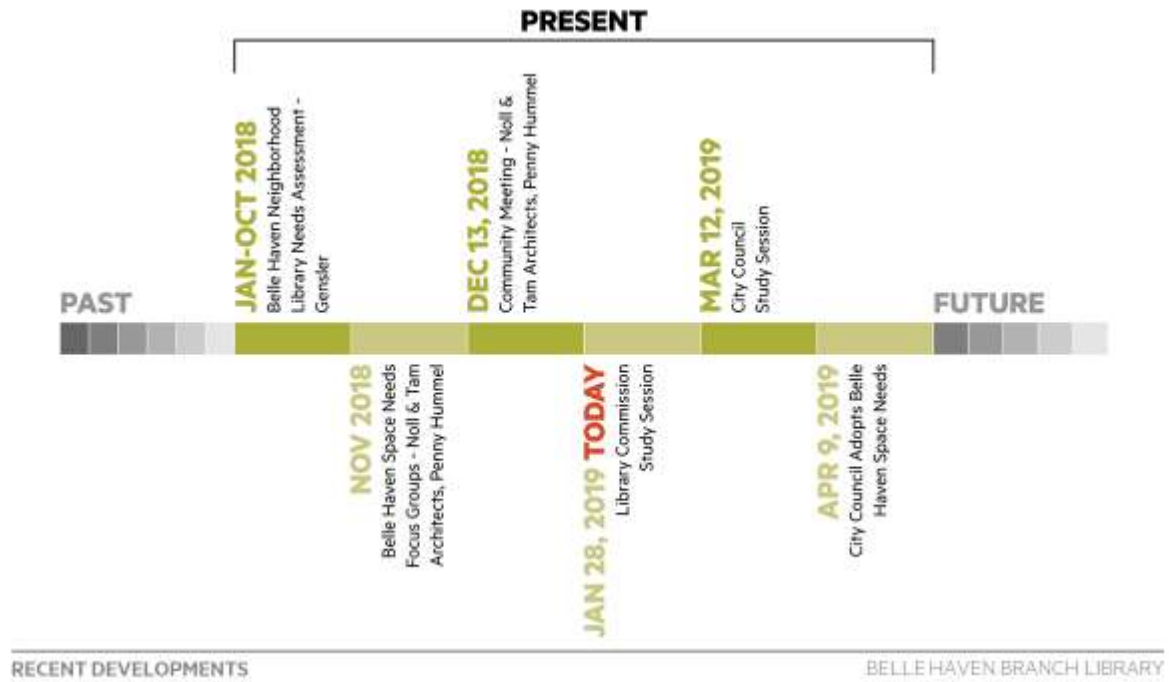 PRESENT
PAST
JAN-OCT 2018
Belle Haven Neighborhood
Library Needs Assessment -
Gensler
NOV 2018
Belle Haven Space Needs
Focus Groups - Noll & Tam
Architects, Penny Hummel
DEC 13, 2018
Community Meeting - Noll &
Tam Architects, Penny Hummel
JAN 28, 2019 TODAY
Library Commission
Study Session
MAR 12, 2019
City Council
Study Session
APR 9, 2019
City Council Adopts Belle
Haven Space Needs
FUTURE
RECENT DEVELOPMENTS
BELLE HAVEN BRANCH LIBRARY